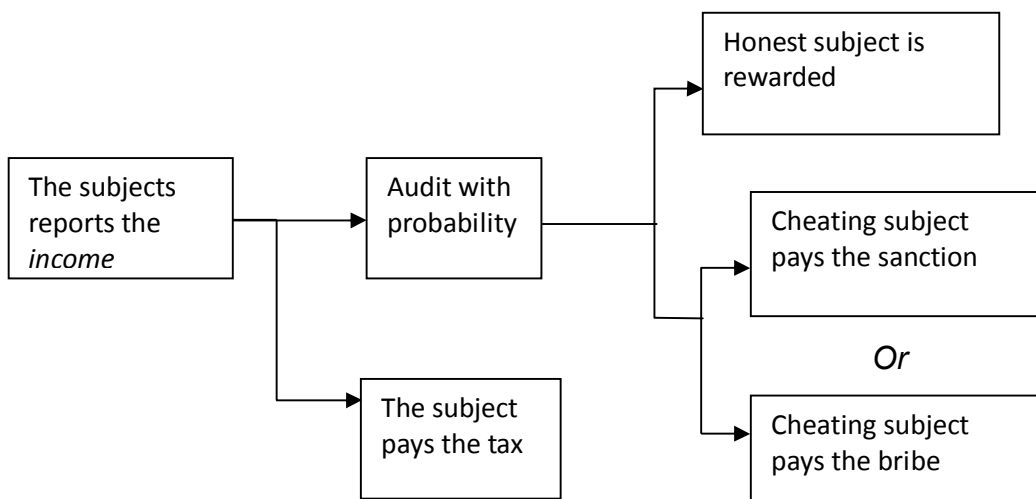 The subjects
reports the
income
Audit with
probability
The subject
pays the tax
Honest subject is
rewarded
Cheating subject
pays the sanction
Or
Cheating subject
pays the bribe